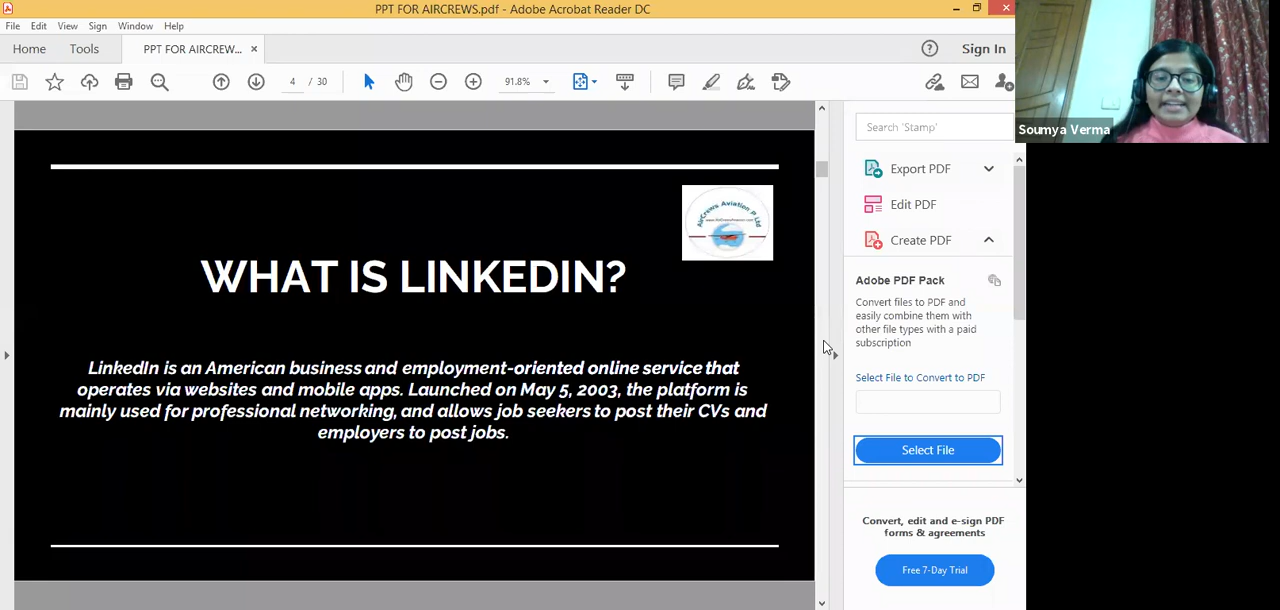 PPT FOR AIRCREWS.pdf - Adobe Acrobat Reader DC
File Edit View Sign Window Help
Home Tools PPT FOR AIRCREW... × Sign In
4 / 30 91.8%
Soumya Verma
Search 'Stamp'
Export PDF
Edit PDF
Create PDF
Adobe PDF Pack
Convert files to PDF and
easily combine them with
other file types with a paid
subscription
Select File to Convert to PDF
Select File
Convert, edit and e-sign PDF
forms & agreements
Free 7-Day Trial
AirCrews Aviation P Ltd
www.AirCrewsAviation.com
WHAT IS LINKEDIN?
LinkedIn is an American business and employment-oriented online service that
operates via websites and mobile apps. Launched on May 5, 2003, the platform is
mainly used for professional networking, and allows job seekers to post their CVs and
employers to post jobs.